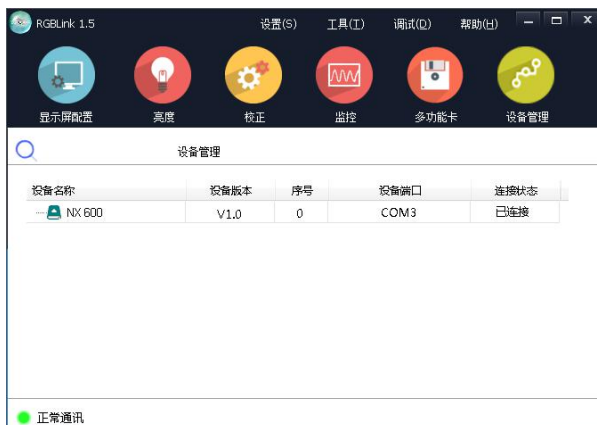 RGBLink 1.5 设置(S) 工具(T) 调试(D) 帮助(H)
显示屏配置 亮度 校正 监控 多功能卡 设备管理
设备管理
设备名称 设备版本 序号 设备端口 连接状态
NX 600 V1.0 0 COM3 已连接
正常通讯